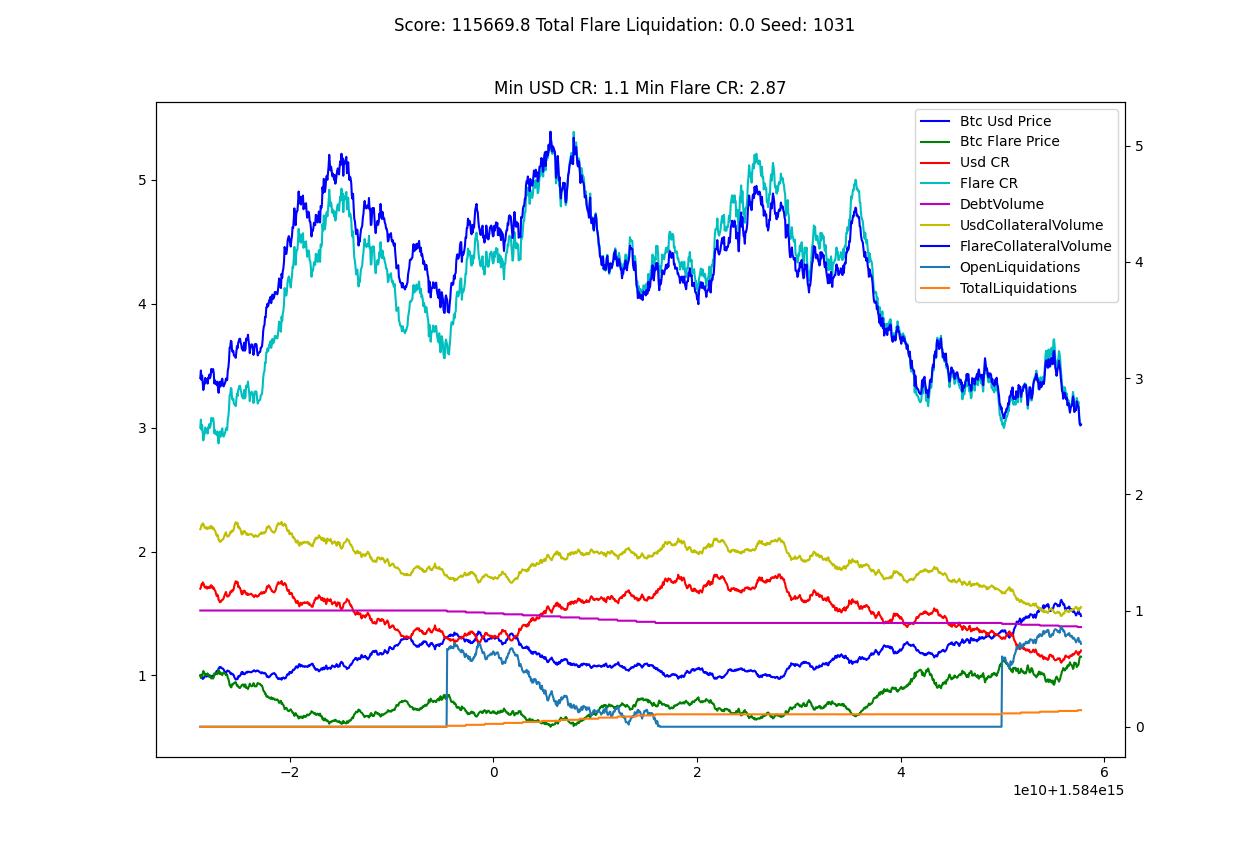 Score: 115669.8 Total Flare Liquidation: 0.0 Seed: 1031
Min USD CR: 1.1 Min Flare CR: 2.87
Btc Usd Price
Btc Flare Price
Usd CR
Flare CR
DebtVolume
UsdCollateralVolume
FlareCollateralVolume
OpenLiquidations
TotalLiquidations
5
4
3
2
1
5
4
3
2
1
0
−2 0 2 4 6
1e10+1.584e15